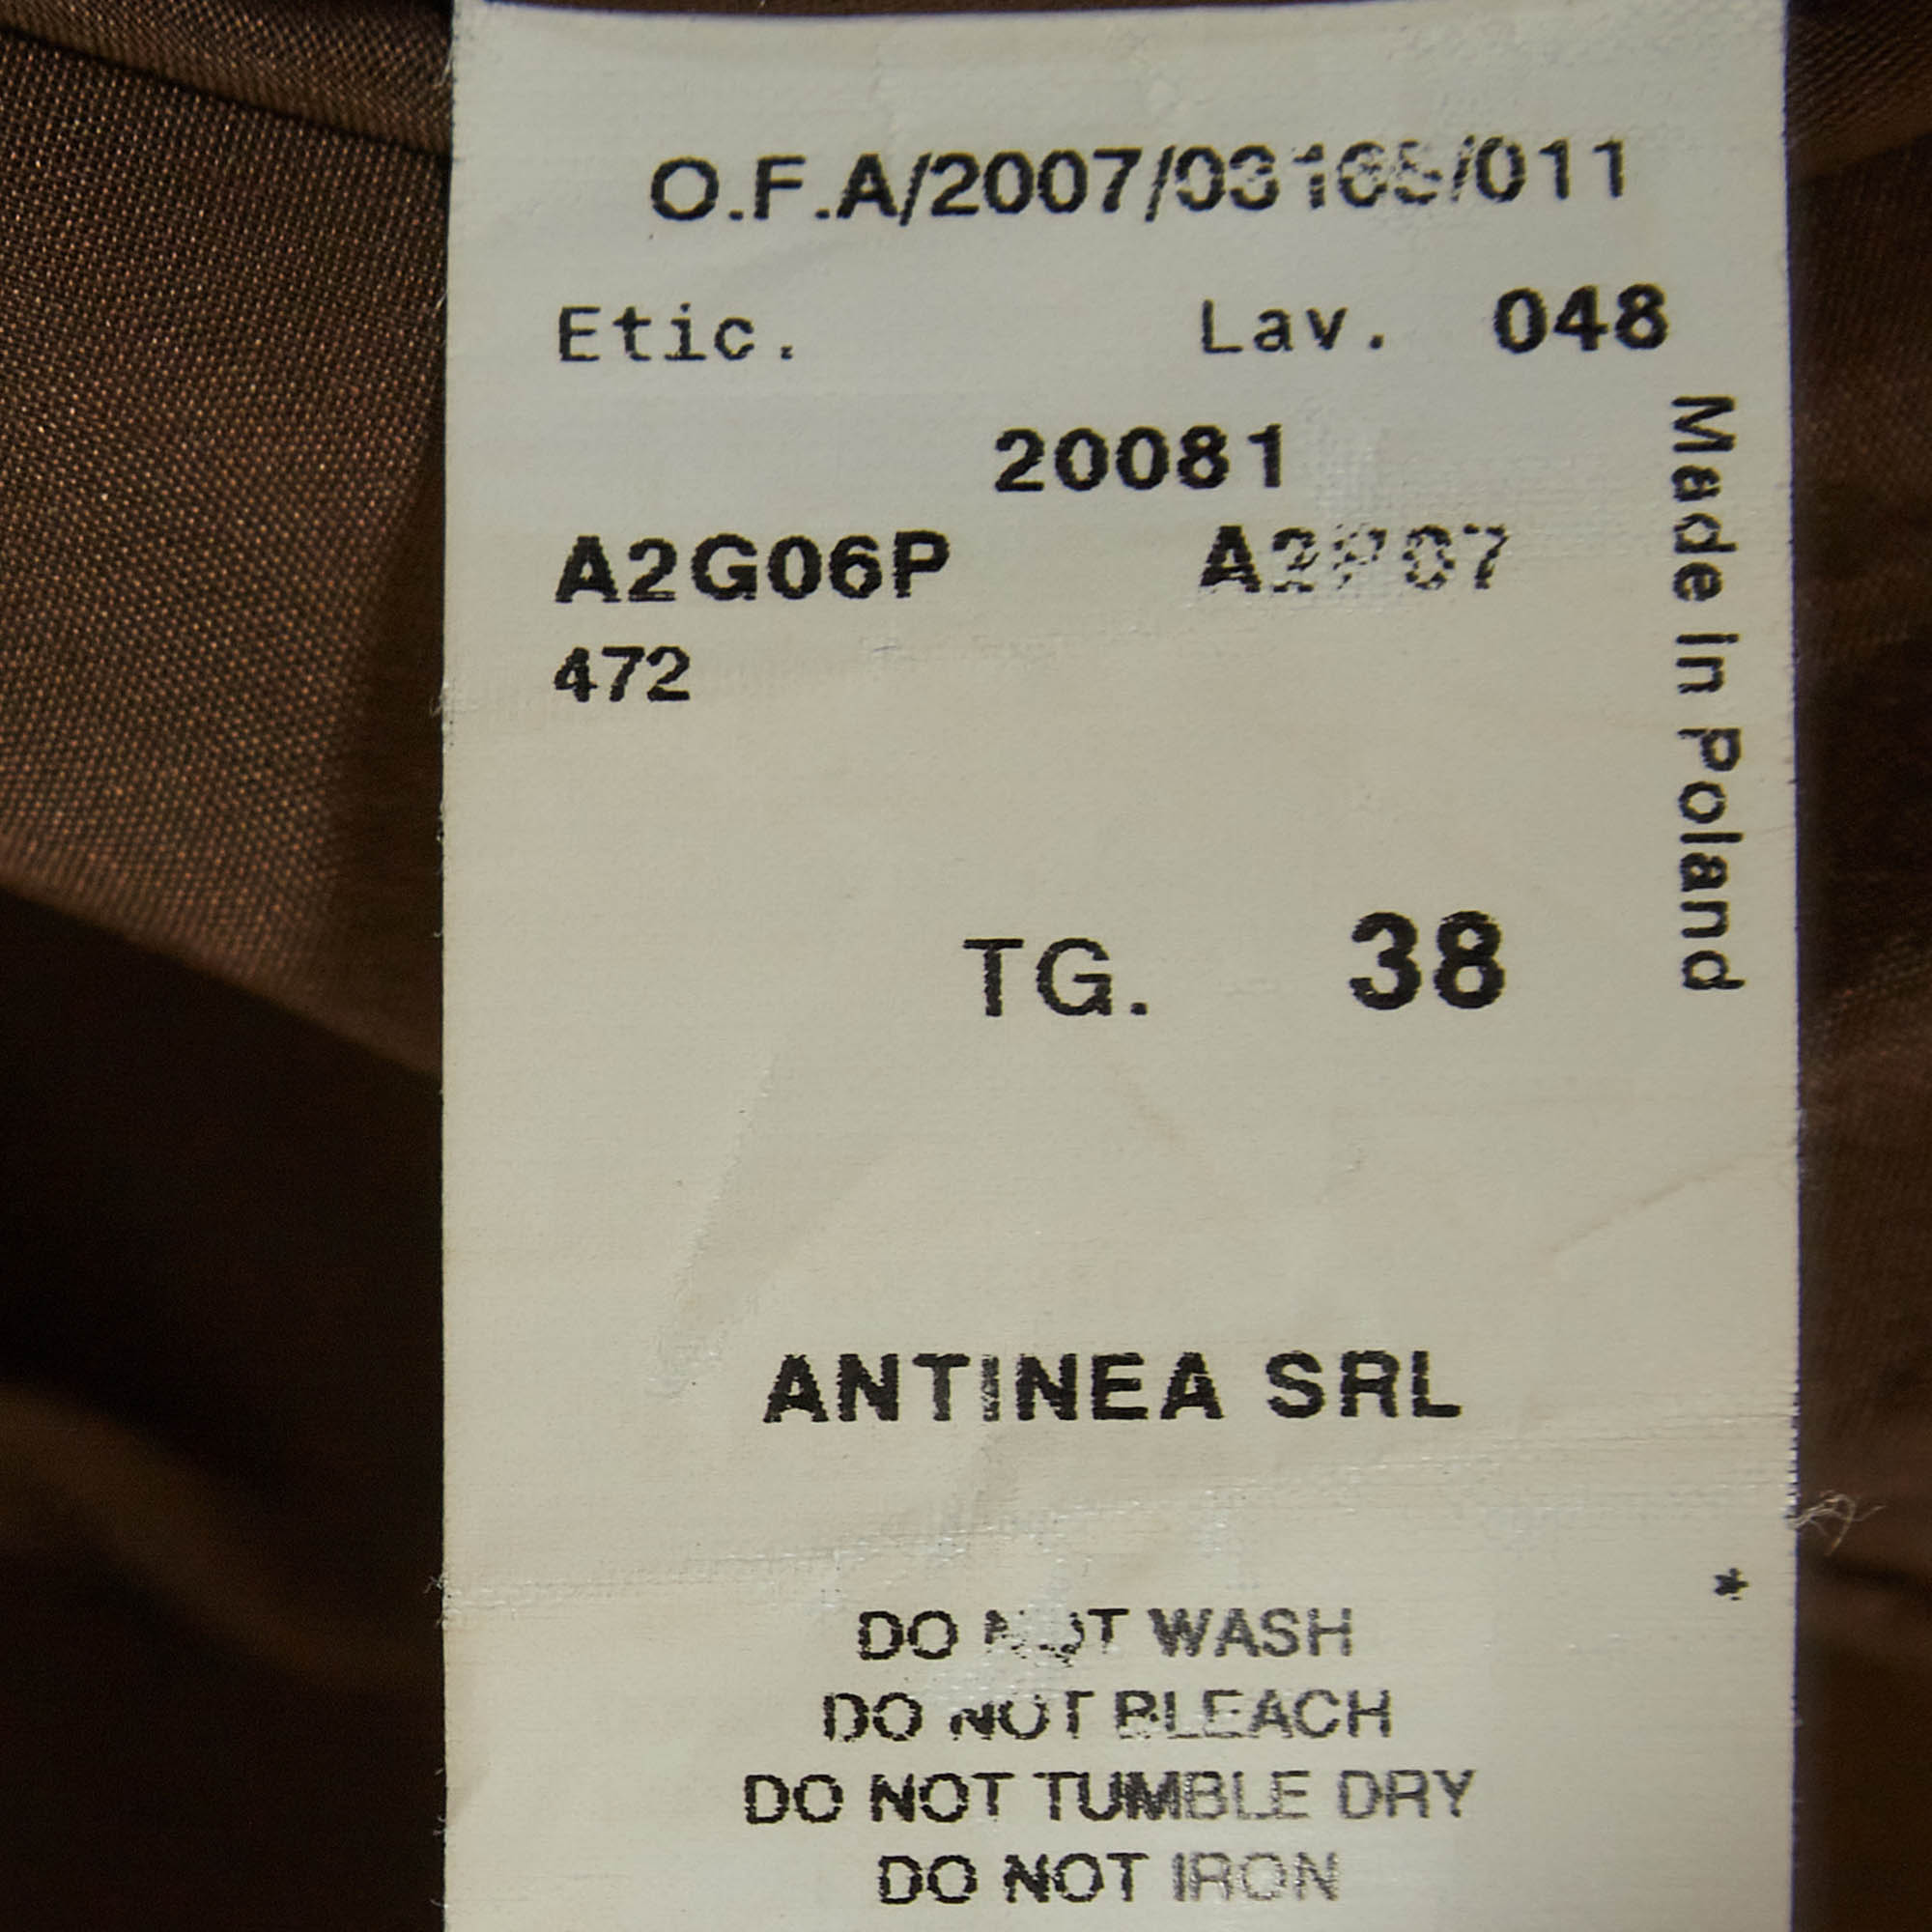 O.F.A/2007/03165/011
Etic. Lav. 048
20081
A2G06P
472
Made in Poland
TG. 38
ANTINEA SRL
*
DO NOT WASH
DO NOT BLEACH
DO NOT TUMBLE DRY
DO NOT IRON